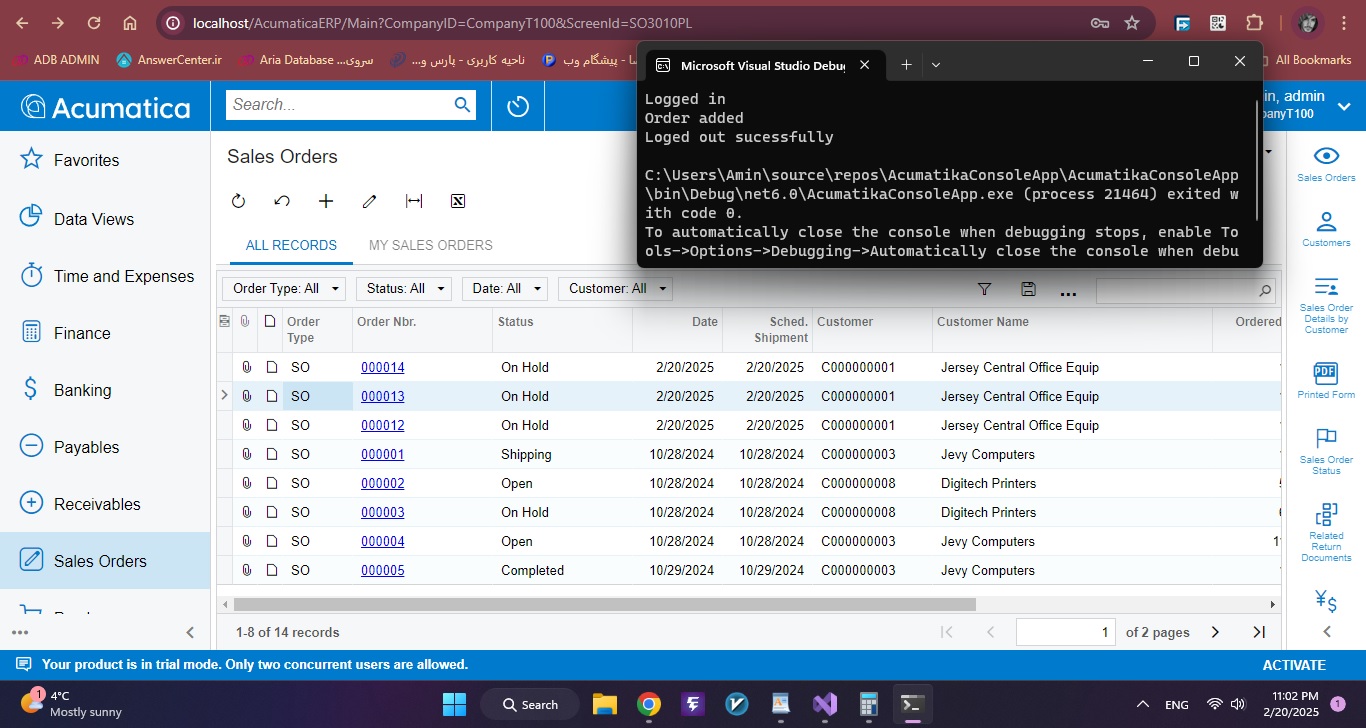 localhost/AcumaticaERP/Main?CompanyID=CompanyT100&ScreenId=SO3010PL
ADB ADMIN
AnswerCenter.ir
Aria Database ...سروی
ناحیه کاربری - پارس و...
سا - پیشگام وب
All Bookmarks
Microsoft Visual Studio Debu
Logged in
Order added
Loged out sucessfully
C:\Users\Amin\source\repos\AcumatikaConsoleApp\AcumatikaConsoleApp
\bin\Debug\net6.0\AcumatikaConsoleApp.exe (process 21464) exited w
ith code 0.
To automatically close the console when debugging stops, enable To
ols->Options->Debugging->Automatically close the console when debu
Acumatica
Search...
in, admin
panyT100
Favorites
Data Views
Time and Expenses
Finance
Banking
Payables
Receivables
Sales Orders
Sales Orders
ALL RECORDS MY SALES ORDERS
Order Type: All Status: All Date: All Customer: All
Order Type Order Nbr. Status Date Sched. Shipment Customer Customer Name Ordered
SO 000014 On Hold 2/20/2025 2/20/2025 C000000001 Jersey Central Office Equip
SO 000013 On Hold 2/20/2025 2/20/2025 C000000001 Jersey Central Office Equip
SO 000012 On Hold 2/20/2025 2/20/2025 C000000001 Jersey Central Office Equip
SO 000001 Shipping 10/28/2024 10/28/2024 C000000003 Jevy Computers
SO 000002 Open 10/28/2024 10/28/2024 C000000008 Digitech Printers
SO 000003 On Hold 10/28/2024 10/28/2024 C000000008 Digitech Printers
SO 000004 Open 10/28/2024 10/28/2024 C000000003 Jevy Computers
SO 000005 Completed 10/29/2024 10/29/2024 C000000003 Jevy Computers
1-8 of 14 records
1 of 2 pages
Sales Orders
Customers
Sales Order
Details by
Customer
PDF
Printed Form
Sales Order
Status
Related
Return
Documents
Your product is in trial mode. Only two concurrent users are allowed.
ACTIVATE
1
4°C
Mostly sunny
Search
ENG
11:02 PM
2/20/2025
1